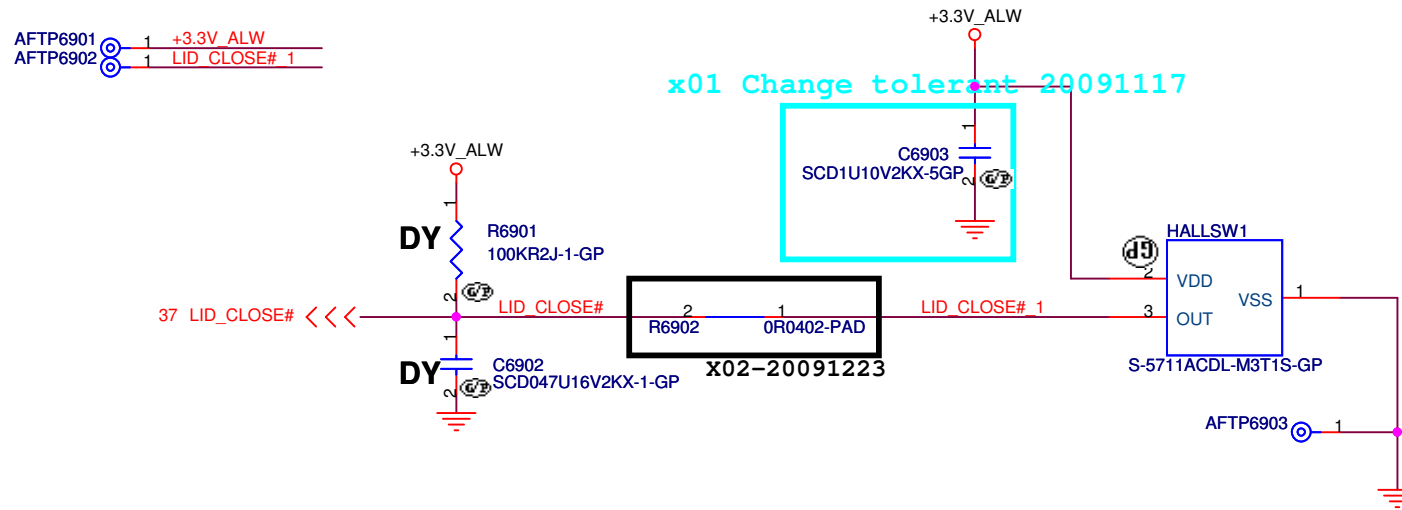 AFTP6901 1 +3.3V_ALW
AFTP6902 1 LID_CLOSE#_1
+3.3V_ALW
x01 Change tolerant 20091117
1
C6903
SCD1U10V2KX-5GP
2 G/P
+3.3V_ALW
1
DY R6901
100KR2J-1-GP
2 G/P
HALLSW1
GP
2 VDD
VSS 1
3 OUT
S-5711ACDL-M3T1S-GP
37 LID_CLOSE# LID_CLOSE# 2 1 LID_CLOSE#_1
R6902 0R0402-PAD
X02-20091223
1
DY C6902
SCD047U16V2KX-1-GP
2 G/P
AFTP6903 1